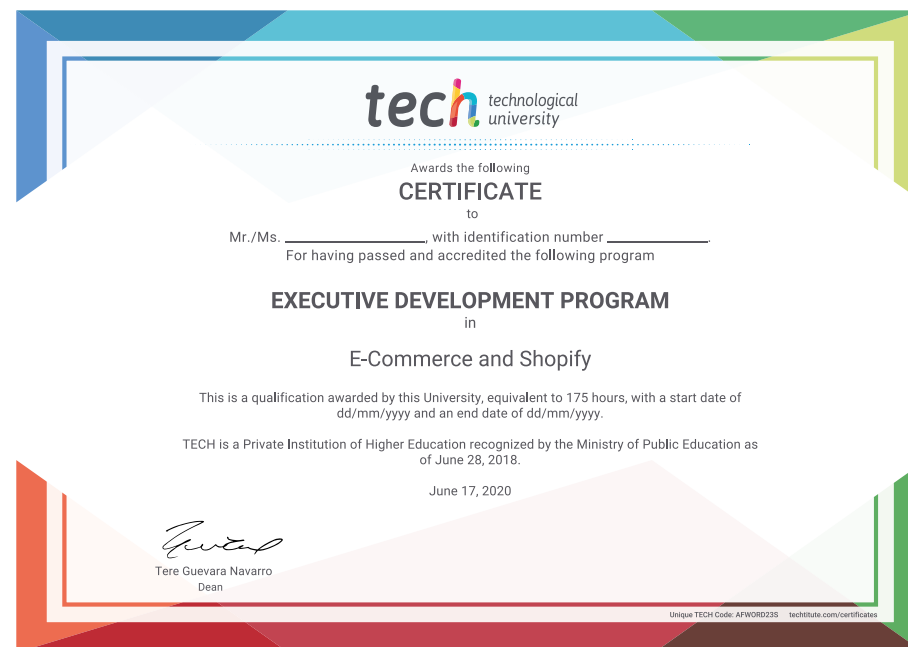 tech technological
university
Awards the following
CERTIFICATE
to
Mr./Ms. ________________, with identification number ____________.
For having passed and accredited the following program
EXECUTIVE DEVELOPMENT PROGRAM
in
E-Commerce and Shopify
This is a qualification awarded by this University, equivalent to 175 hours, with a start date of
dd/mm/yyyy and an end date of dd/mm/yyyy.
TECH is a Private Institution of Higher Education recognized by the Ministry of Public Education as
of June 28, 2018.
June 17, 2020
Tere Guevara Navarro
Dean
Unique TECH Code: AFWORD23S techtitute.com/certificates